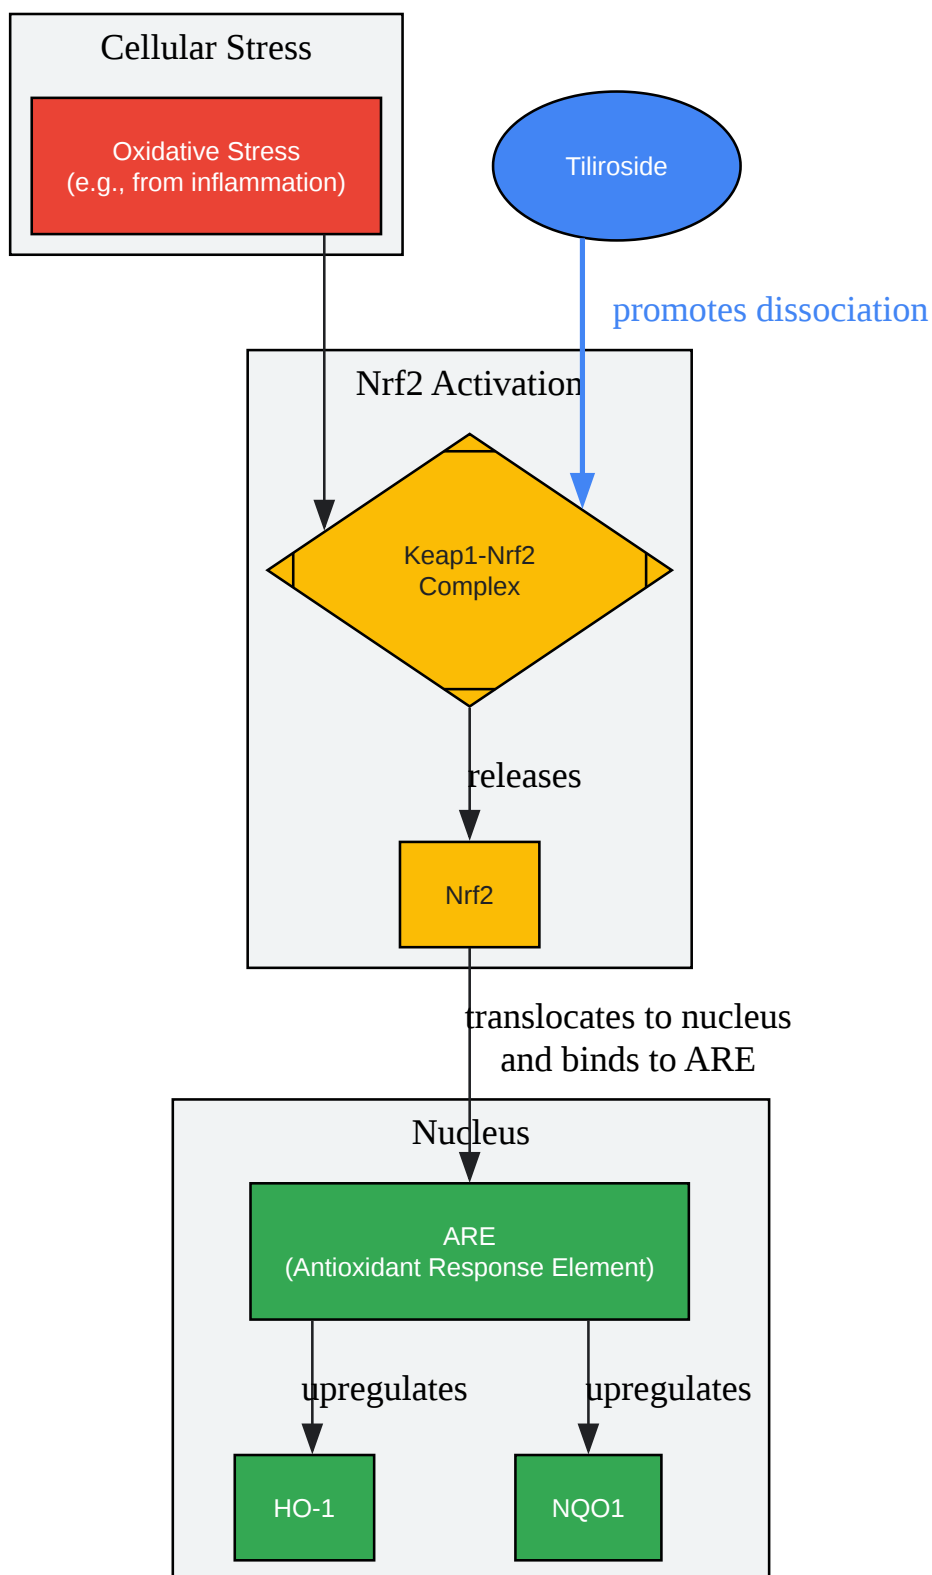 Cellular Stress
Oxidative Stress
(e.g., from inflammation)
Tiliroside
promotes dissociation
Nrf2 Activation
Keap1-Nrf2
Complex
releases
Nrf2
translocates to nucleus
and binds to ARE
Nucleus
ARE
(Antioxidant Response Element)
upregulates
upregulates
HO-1
NQO1